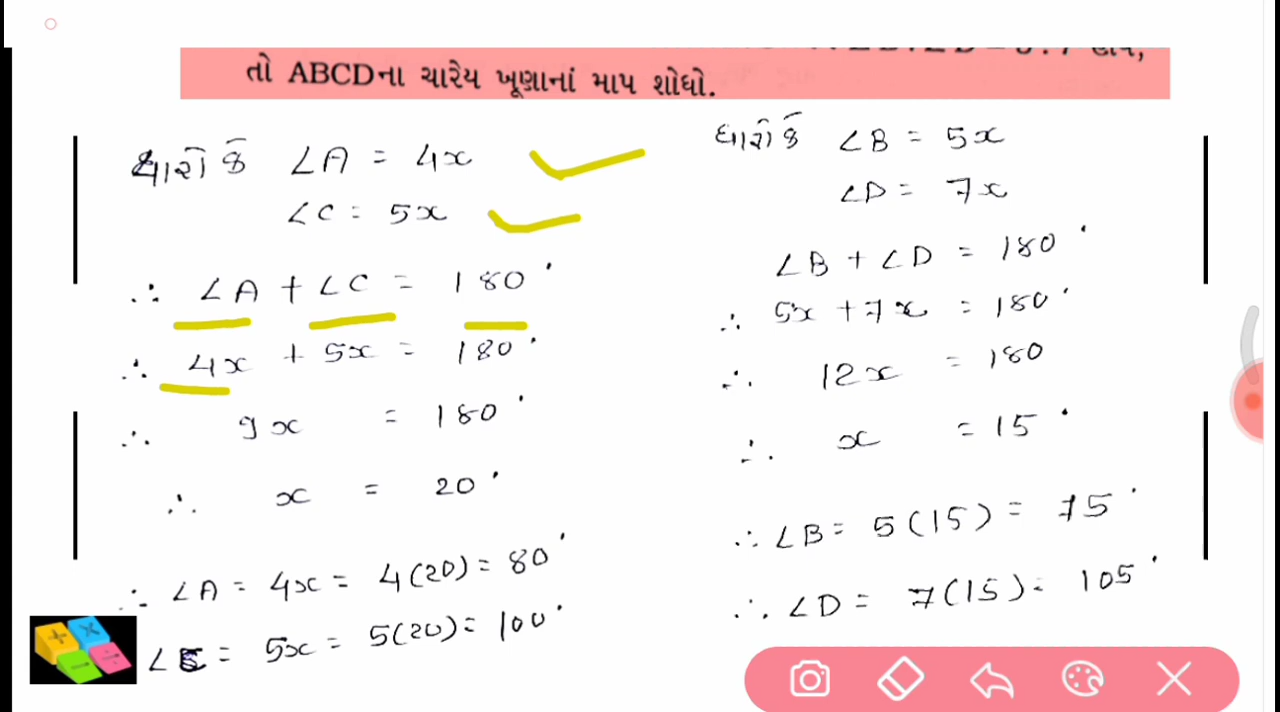 તો ABCDના ચારેય ખૂણાનાં માપ શોધો.
ધારો કે ∠A = 4x
∠C = 5x
∴ ∠A + ∠C = 180°
∴ 4x + 5x = 180°
∴ 9x = 180°
∴ x = 20°
∴ ∠A = 4x = 4(20) = 80°
∠C = 5x = 5(20) = 100°
ધારો કે ∠B = 5x
∠D = 7x
∠B + ∠D = 180°
∴ 5x + 7x = 180°
∴ 12x = 180
∴ x = 15°
∴ ∠B = 5(15) = 75°
∴ ∠D = 7(15) = 105°